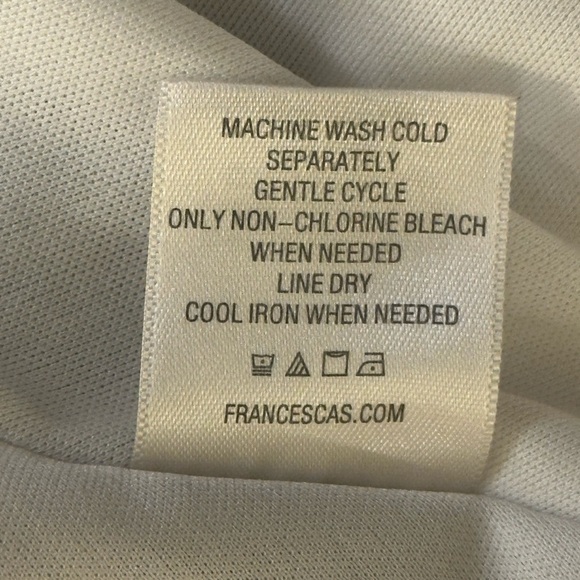 MACHINE WASH COLD
SEPARATELY
GENTLE CYCLE
ONLY NON-CHLORINE BLEACH
WHEN NEEDED
LINE DRY
COOL IRON WHEN NEEDED
FRANCESCAS.COM